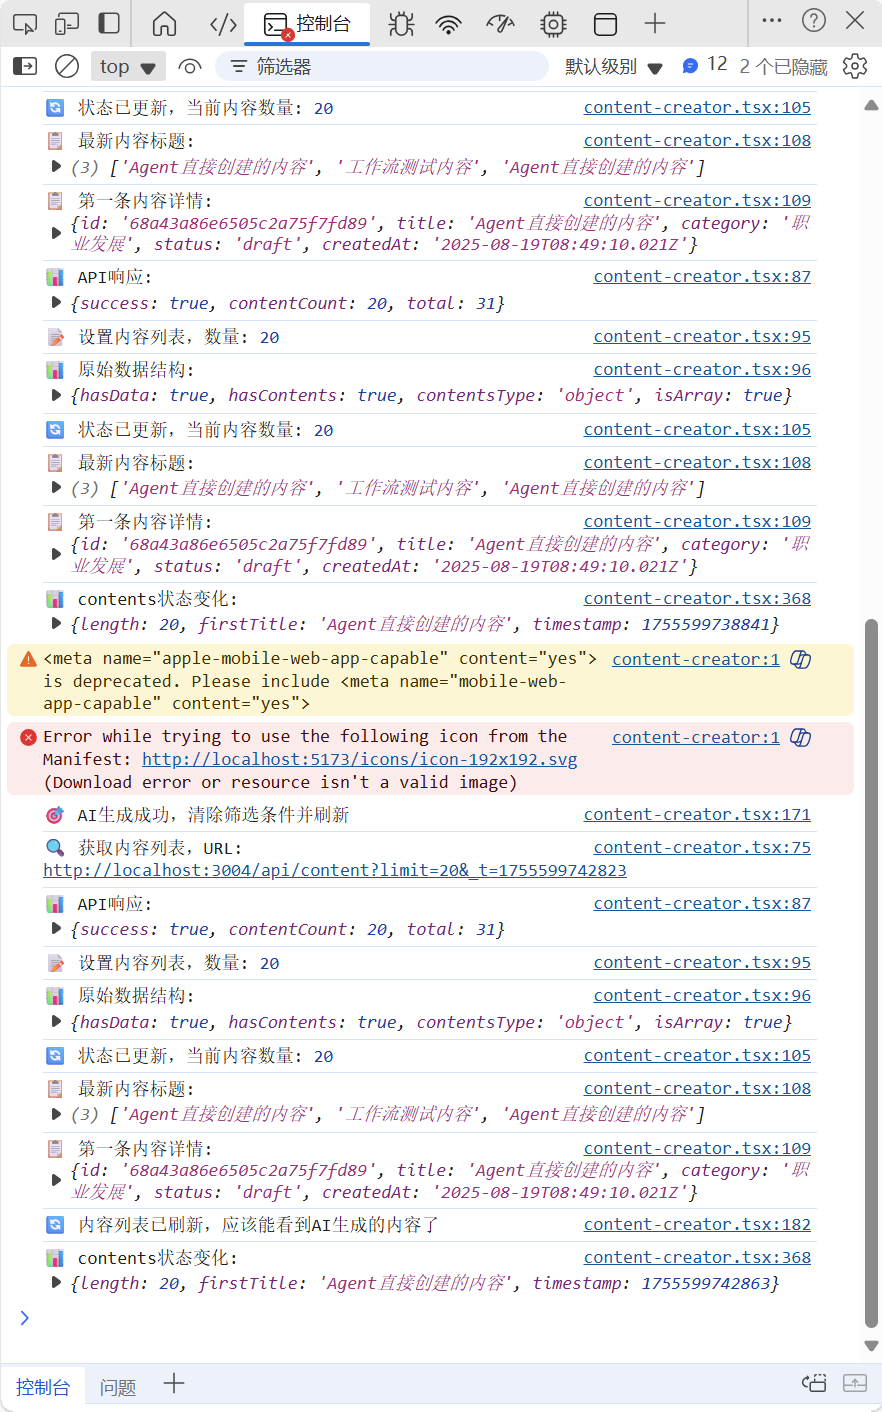 控制台
top
筛选器
默认级别
12
2 个已隐藏
状态已更新，当前内容数量: 20 content-creator.tsx:105
最新内容标题: content-creator.tsx:108
(3) ['Agent直接创建的内容', '工作流测试内容', 'Agent直接创建的内容']
第一条内容详情: content-creator.tsx:109
{id: '68a43a86e6505c2a75f7fd89', title: 'Agent直接创建的内容', category: '职
业发展', status: 'draft', createdAt: '2025-08-19T08:49:10.021Z'}
API响应: content-creator.tsx:87
{success: true, contentCount: 20, total: 31}
设置内容列表，数量: 20 content-creator.tsx:95
原始数据结构: content-creator.tsx:96
{hasData: true, hasContents: true, contentsType: 'object', isArray: true}
状态已更新，当前内容数量: 20 content-creator.tsx:105
最新内容标题: content-creator.tsx:108
(3) ['Agent直接创建的内容', '工作流测试内容', 'Agent直接创建的内容']
第一条内容详情: content-creator.tsx:109
{id: '68a43a86e6505c2a75f7fd89', title: 'Agent直接创建的内容', category: '职
业发展', status: 'draft', createdAt: '2025-08-19T08:49:10.021Z'}
contents状态变化: content-creator.tsx:368
{length: 20, firstTitle: 'Agent直接创建的内容', timestamp: 1755599738841}
<meta name="apple-mobile-web-app-capable" content="yes"> content-creator:1
is deprecated. Please include <meta name="mobile-web-
app-capable" content="yes">
Error while trying to use the following icon from the content-creator:1
Manifest: http://localhost:5173/icons/icon-192x192.svg
(Download error or resource isn't a valid image)
AI生成成功，清除筛选条件并刷新 content-creator.tsx:171
获取内容列表，URL: content-creator.tsx:75
http://localhost:3004/api/content?limit=20&_t=1755599742823
API响应: content-creator.tsx:87
{success: true, contentCount: 20, total: 31}
设置内容列表，数量: 20 content-creator.tsx:95
原始数据结构: content-creator.tsx:96
{hasData: true, hasContents: true, contentsType: 'object', isArray: true}
状态已更新，当前内容数量: 20 content-creator.tsx:105
最新内容标题: content-creator.tsx:108
(3) ['Agent直接创建的内容', '工作流测试内容', 'Agent直接创建的内容']
第一条内容详情: content-creator.tsx:109
{id: '68a43a86e6505c2a75f7fd89', title: 'Agent直接创建的内容', category: '职
业发展', status: 'draft', createdAt: '2025-08-19T08:49:10.021Z'}
内容列表已刷新，应该能看到AI生成的内容了 content-creator.tsx:182
contents状态变化: content-creator.tsx:368
{length: 20, firstTitle: 'Agent直接创建的内容', timestamp: 1755599742863}
控制台 问题